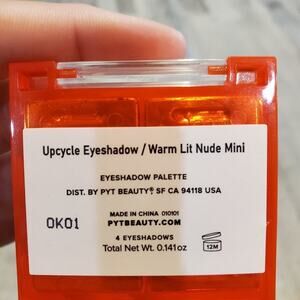 Upcycle Eyeshadow / Warm Lit Nude Mini
EYESHADOW PALETTE
DIST. BY PYT BEAUTY® SF CA 94118 USA
MADE IN CHINA 010101
OK01
PYTBEAUTY.COM
4 EYESHADOWS
Total Net Wt. 0.141oz
12M